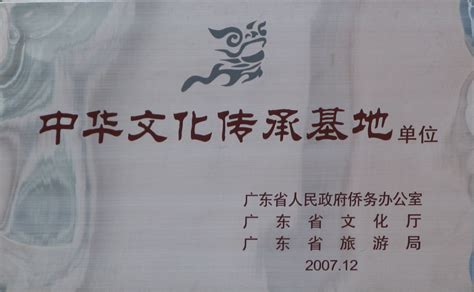 中华文化传承基地单位
广东省人民政府侨务办公室
广东省文化厅
广东省旅游局
2007.12